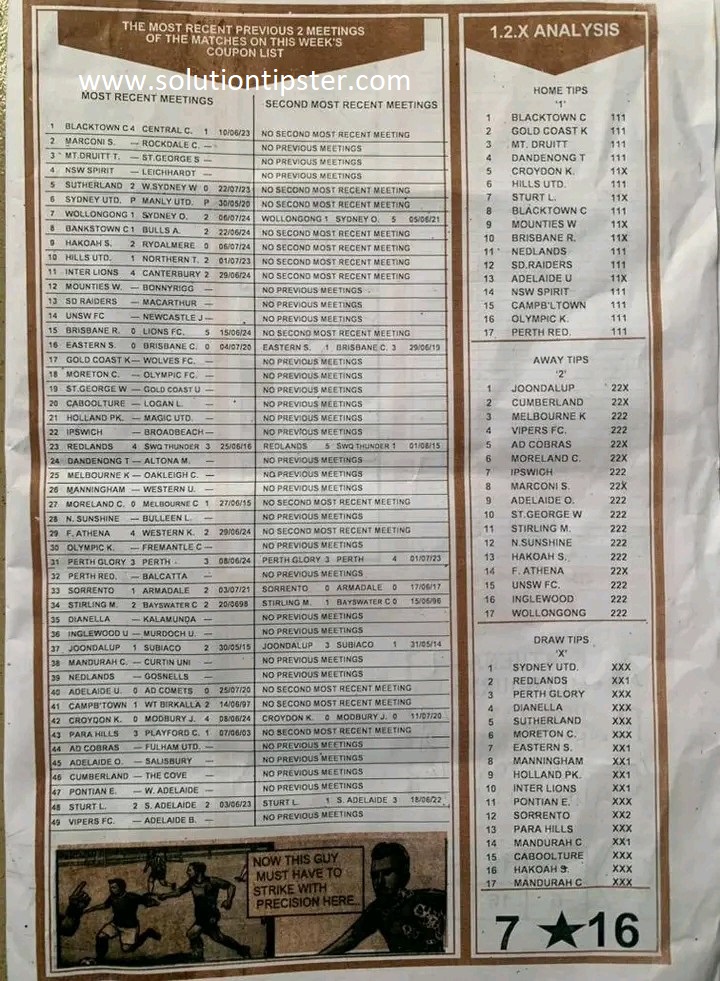 THE MOST RECENT PREVIOUS 2 MEETINGS
OF THE MATCHES ON THIS WEEK'S
COUPON LIST
www.solutiontipster.com
MOST RECENT MEETINGS SECOND MOST RECENT MEETINGS
1 BLACKTOWN C 4 CENTRAL C. 1 10/06/23 NO SECOND MOST RECENT MEETING
2 MARCONI S. — ROCKDALE C. — NO PREVIOUS MEETINGS
3 MT.DRUITT T. — ST.GEORGE S — NO PREVIOUS MEETINGS
4 NSW SPIRIT — LEICHHARDT — NO PREVIOUS MEETINGS
5 SUTHERLAND 2 W.SYDNEY W 0 22/07/23 NO SECOND MOST RECENT MEETING
6 SYDNEY UTD. P MANLY UTD. P 30/05/20 NO SECOND MOST RECENT MEETING
7 WOLLONGONG 1 SYDNEY O. 2 06/07/24 WOLLONGONG 1 SYDNEY O. 5 05/06/21
8 BANKSTOWN C 1 BULLS A. 2 22/06/24 NO SECOND MOST RECENT MEETING
9 HAKOAH S. 2 RYDALMERE 0 06/07/24 NO SECOND MOST RECENT MEETING
10 HILLS UTD. 1 NORTHERN T. 2 01/07/23 NO SECOND MOST RECENT MEETING
11 INTER LIONS 4 CANTERBURY 2 29/06/24 NO SECOND MOST RECENT MEETING
12 MOUNTIES W. — BONNYRIGG — NO PREVIOUS MEETINGS
13 SD RAIDERS — MACARTHUR — NO PREVIOUS MEETINGS
14 UNSW FC — NEWCASTLE J — NO PREVIOUS MEETINGS
15 BRISBANE R. 0 LIONS FC. 5 15/06/24 NO SECOND MOST RECENT MEETING
16 EASTERN S. 0 BRISBANE C. 0 04/07/20 EASTERN S. 1 BRISBANE C. 3 29/06/19
17 GOLD COAST K — WOLVES FC. — NO PREVIOUS MEETINGS
18 MORETON C. — OLYMPIC FC. — NO PREVIOUS MEETINGS
19 ST.GEORGE W — GOLD COAST U — NO PREVIOUS MEETINGS
20 CABOOLTURE — LOGAN L. — NO PREVIOUS MEETINGS
21 HOLLAND PK. — MAGIC UTD. — NO PREVIOUS MEETINGS
22 IPSWICH — BROADBEACH — NO PREVIOUS MEETINGS
23 REDLANDS 4 SWQ THUNDER 3 25/06/16 REDLANDS 5 SWQ THUNDER 1 01/08/15
24 DANDENONG T — ALTONA M. — NO PREVIOUS MEETINGS
25 MELBOURNE K — OAKLEIGH C. — NO PREVIOUS MEETINGS
26 MANNINGHAM — WESTERN U. — NO PREVIOUS MEETINGS
27 MORELAND C. 0 MELBOURNE C 1 27/06/15 NO SECOND MOST RECENT MEETING
28 N. SUNSHINE — BULLEEN L. — NO PREVIOUS MEETINGS
29 F. ATHENA 4 WESTERN K. 2 29/06/24 NO SECOND MOST RECENT MEETING
30 OLYMPIC K. — FREMANTLE C — NO PREVIOUS MEETINGS
31 PERTH GLORY 3 PERTH 3 08/06/24 PERTH GLORY 3 PERTH 4 01/07/23
32 PERTH RED. — BALCATTA — NO PREVIOUS MEETINGS
33 SORRENTO 1 ARMADALE 2 03/07/21 SORRENTO 0 ARMADALE 0 17/06/17
34 STIRLING M. 2 BAYSWATER C 2 20/0698 STIRLING M. 1 BAYSWATER C 0 15/06/96
35 DIANELLA — KALAMUNDA — NO PREVIOUS MEETINGS
36 INGLEWOOD U — MURDOCH U. — NO PREVIOUS MEETINGS
37 JOONDALUP 1 SUBIACO 2 30/05/15 JOONDALUP 3 SUBIACO 1 31/05/14
38 MANDURAH C. — CURTIN UNI — NO PREVIOUS MEETINGS
39 NEDLANDS — GOSNELLS — NO PREVIOUS MEETINGS
40 ADELAIDE U. 0 AD COMETS 0 25/07/20 NO SECOND MOST RECENT MEETING
41 CAMPB'TOWN 1 WT BIRKALLA 2 14/06/97 NO SECOND MOST RECENT MEETING
42 CROYDON K. 0 MODBURY J. 4 08/06/24 CROYDON K. 0 MODBURY J. 0 11/07/20
43 PARA HILLS 3 PLAYFORD C. 1 07/06/03 NO SECOND MOST RECENT MEETING
44 AD COBRAS — FULHAM UTD. — NO PREVIOUS MEETINGS
45 ADELAIDE O. — SALISBURY — NO PREVIOUS MEETINGS
46 CUMBERLAND — THE COVE — NO PREVIOUS MEETINGS
47 PONTIAN E. — W. ADELAIDE — NO PREVIOUS MEETINGS
48 STURT L. 2 S. ADELAIDE 2 03/06/23 STURT L. 1 S. ADELAIDE 3 18/06/22
49 VIPERS FC. — ADELAIDE B. — NO PREVIOUS MEETINGS
NOW THIS GUY
MUST HAVE TO
STRIKE WITH
PRECISION HERE..
1.2.X ANALYSIS
HOME TIPS
'1'
1 BLACKTOWN C 111
2 GOLD COAST K 111
3 MT. DRUITT 111
4 DANDENONG T 111
5 CROYDON K. 11X
6 HILLS UTD. 111
7 STURT L. 11X
8 BLACKTOWN C 111
9 MOUNTIES W 11X
10 BRISBANE R. 11X
11 NEDLANDS 111
12 SD.RAIDERS 111
13 ADELAIDE U 11X
14 NSW SPIRIT 111
15 CAMPB'LTOWN 111
16 OLYMPIC K. 111
17 PERTH RED. 111
AWAY TIPS
'2'
1 JOONDALUP 22X
2 CUMBERLAND 22X
3 MELBOURNE K 222
4 VIPERS FC. 222
5 AD COBRAS 22X
6 MORELAND C. 22X
7 IPSWICH 222
8 MARCONI S. 22X
9 ADELAIDE O. 222
10 ST.GEORGE W 222
11 STIRLING M. 222
12 N.SUNSHINE 222
13 HAKOAH S. 222
14 F. ATHENA 22X
15 UNSW FC. 222
16 INGLEWOOD 222
17 WOLLONGONG 222
DRAW TIPS
'X'
1 SYDNEY UTD. XXX
2 REDLANDS XX1
3 PERTH GLORY XXX
4 DIANELLA XXX
5 SUTHERLAND XXX
6 MORETON C. XXX
7 EASTERN S. XX1
8 MANNINGHAM XX1
9 HOLLAND PK. XX1
10 INTER LIONS XX1
11 PONTIAN E. XXX
12 SORRENTO XX2
13 PARA HILLS XXX
14 MANDURAH C XX1
15 CABOOLTURE XXX
16 HAKOAH S. XXX
17 MANDURAH C XXX
7 ★ 16